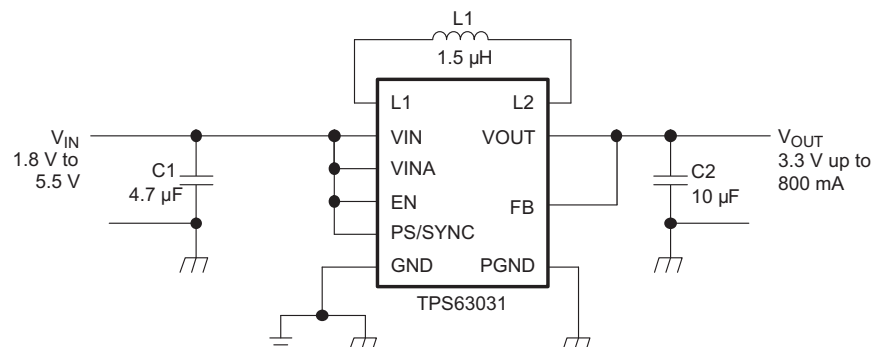 L1
1.5 µH
L1
L2
VIN
1.8 V to
5.5 V
C1
4.7 µF
VIN
VINA
EN
PS/SYNC
GND
VOUT
FB
PGND
C2
10 µF
VOUT
3.3 V up to
800 mA
TPS63031